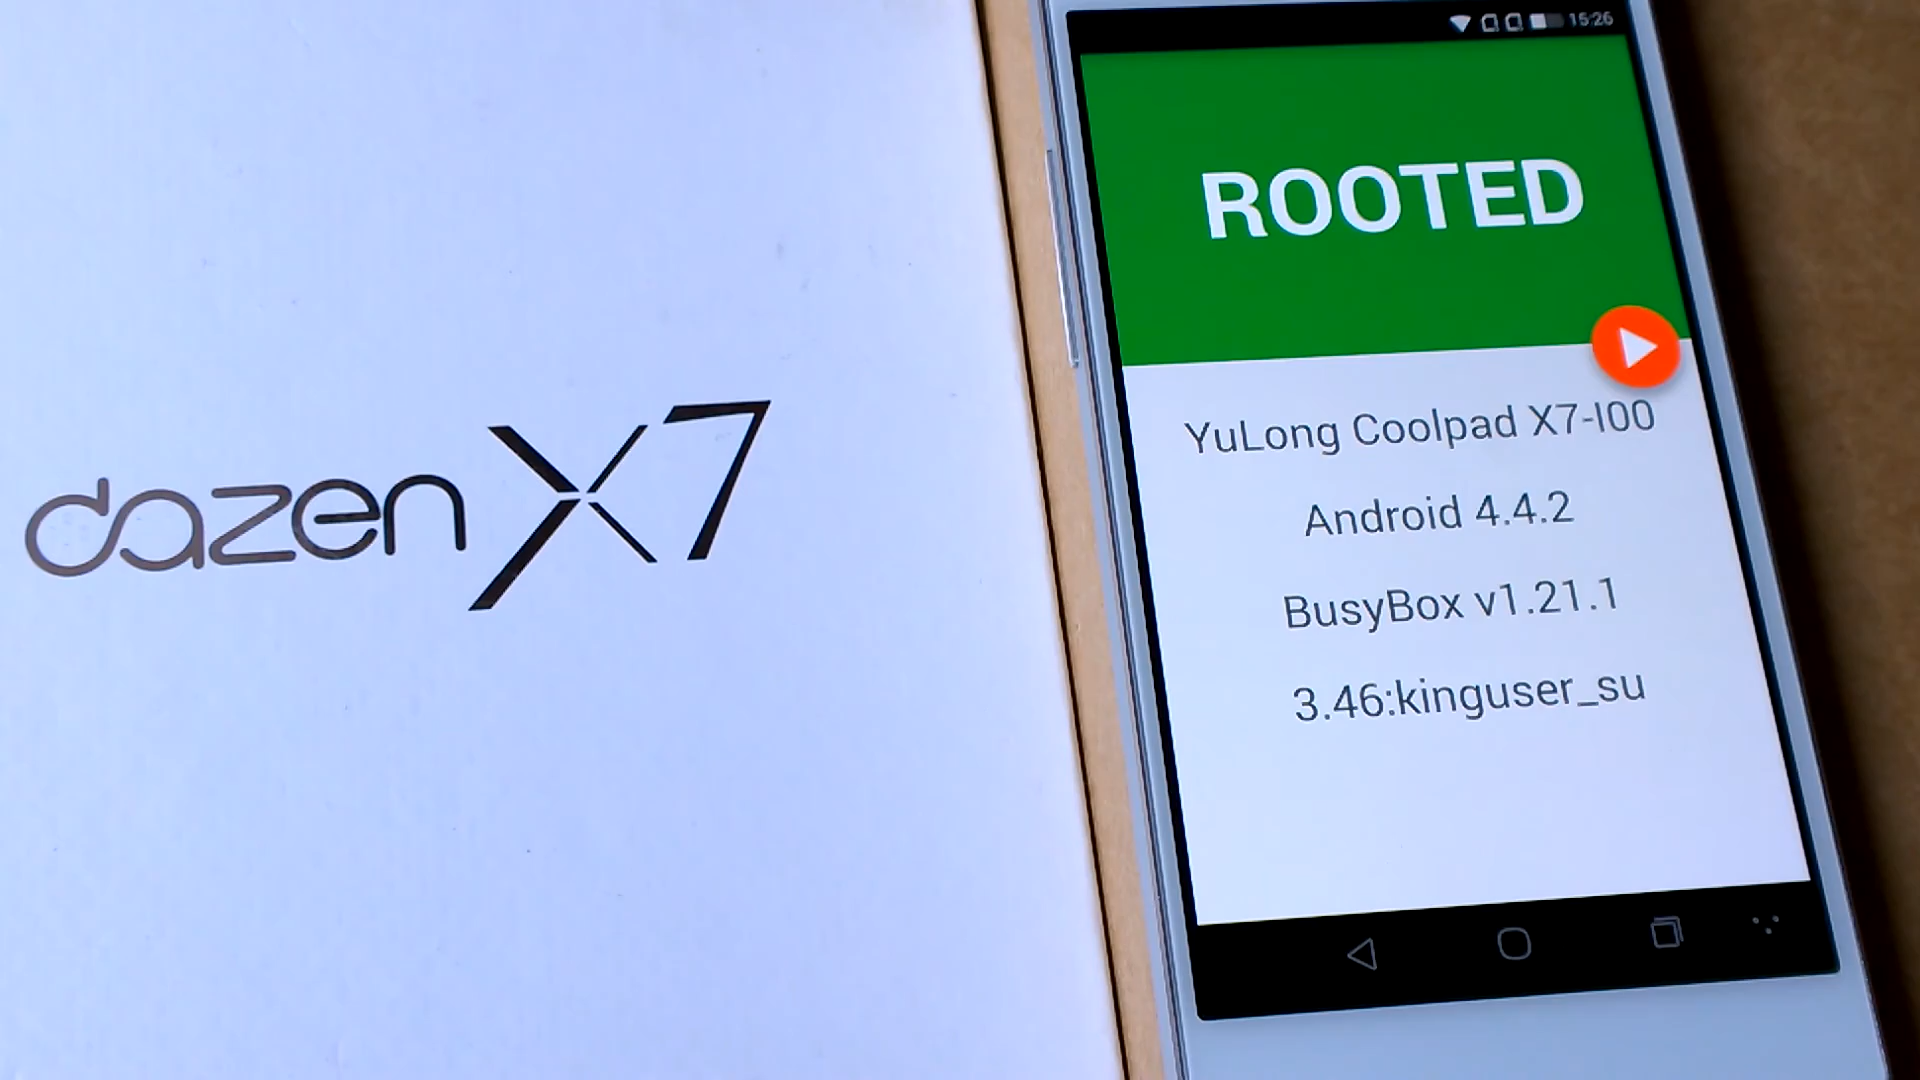 dazen X7
15:26
ROOTED
YuLong Coolpad X7-I00
Android 4.4.2
BusyBox v1.21.1
3.46:kinguser_su